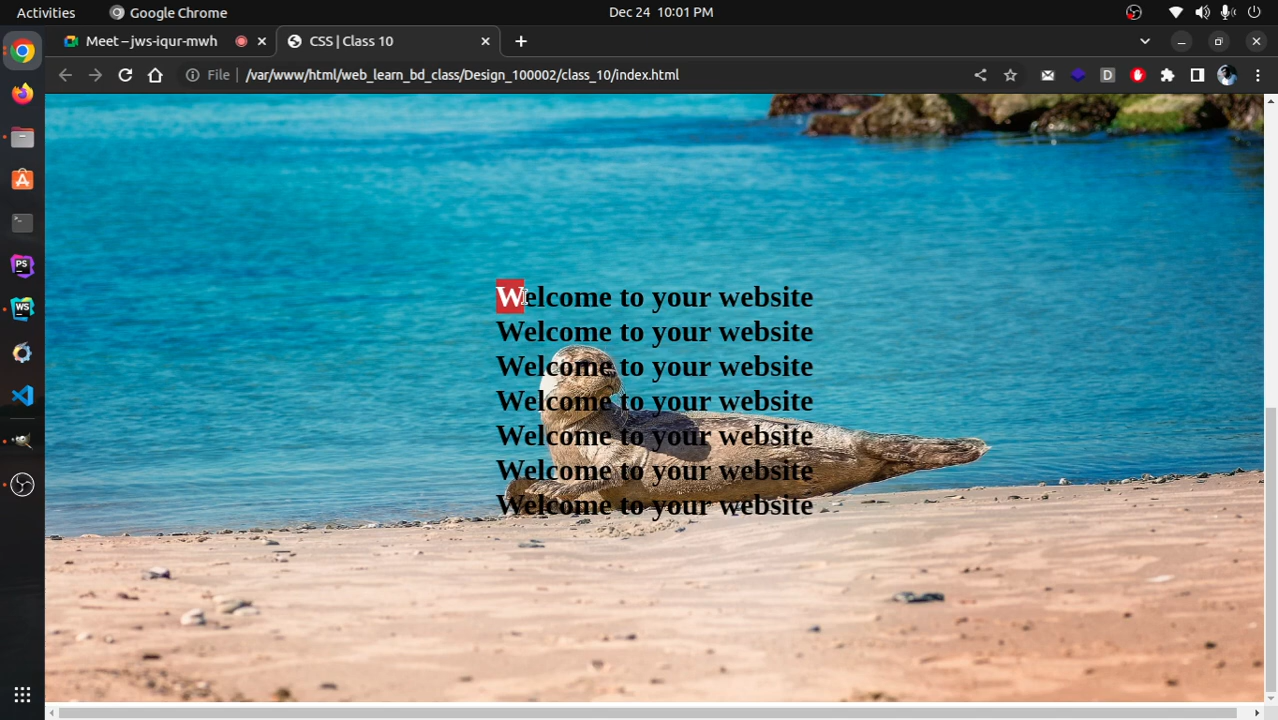 Activities Google Chrome Dec 24 10:01 PM
Meet – jws-iqur-mwh CSS | Class 10
File /var/www/html/web_learn_bd_class/Design_100002/class_10/index.html
D
PS
WS
Welcome to your website
Welcome to your website
Welcome to your website
Welcome to your website
Welcome to your website
Welcome to your website
Welcome to your website